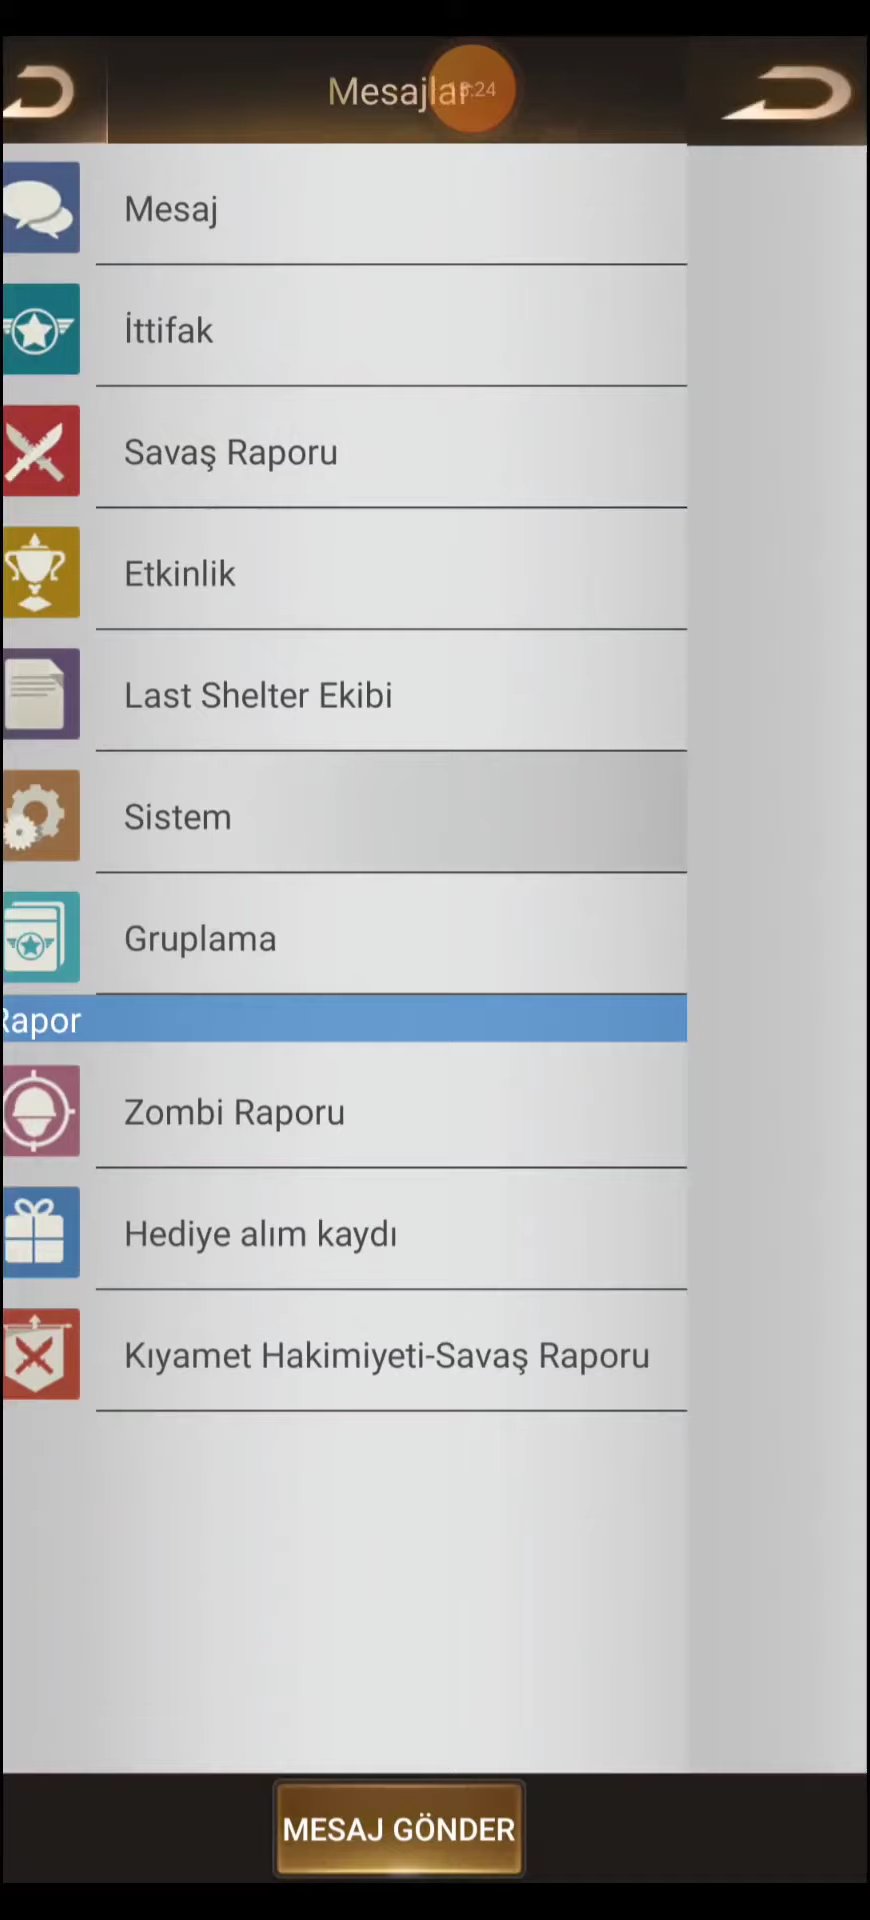 Mesajlar
Mesaj
İttifak
Savaş Raporu
Etkinlik
Last Shelter Ekibi
Sistem
Gruplama
Rapor
Zombi Raporu
Hediye alım kaydı
Kıyamet Hakimiyeti-Savaş Raporu
MESAJ GÖNDER